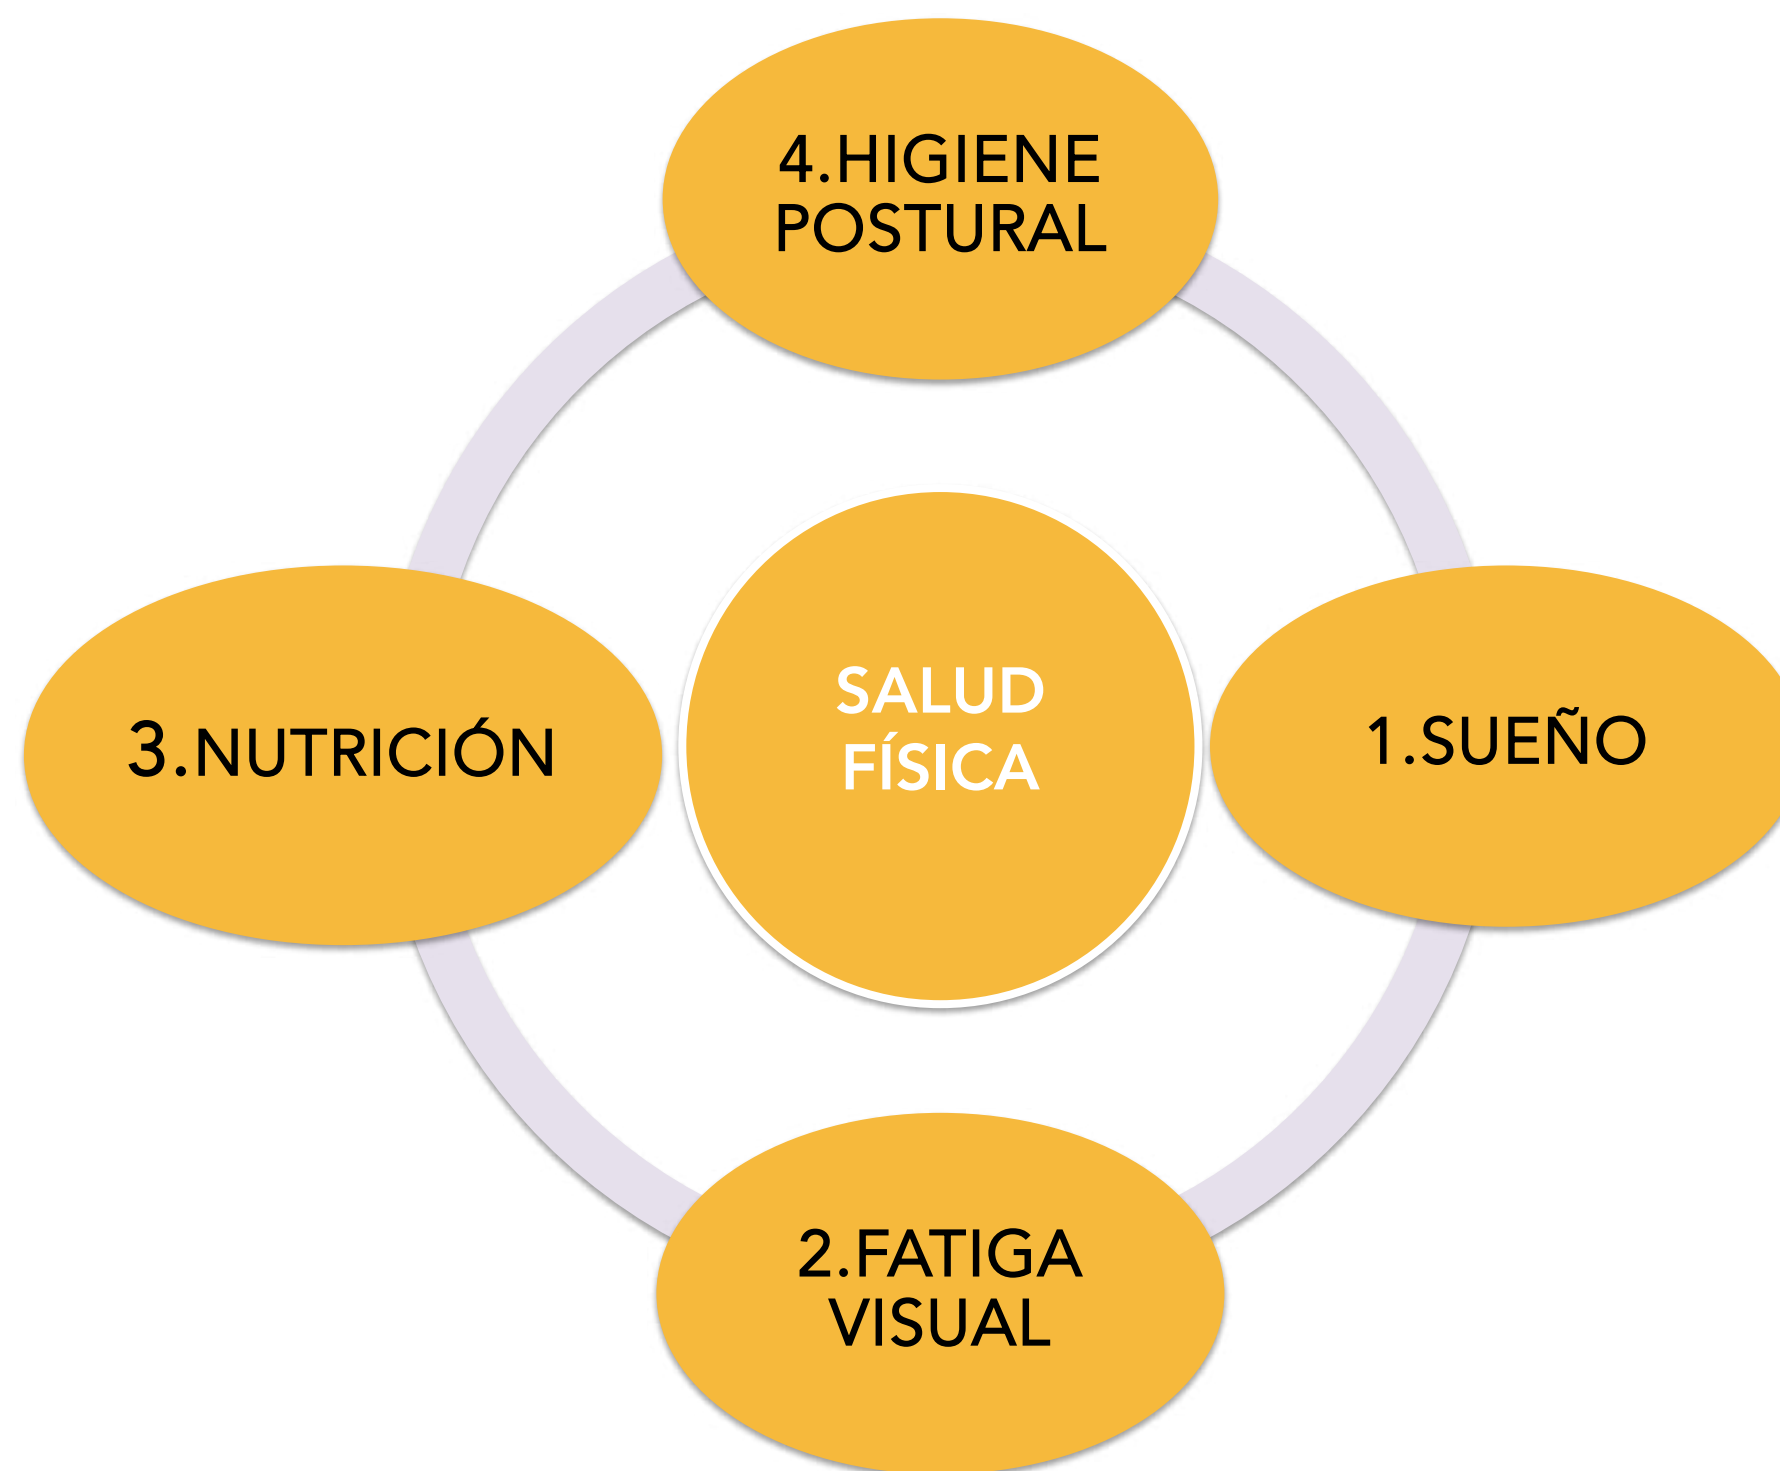 4.HIGIENE
POSTURAL
SALUD
FÍSICA
3.NUTRICIÓN
1.SUEÑO
2.FATIGA
VISUAL